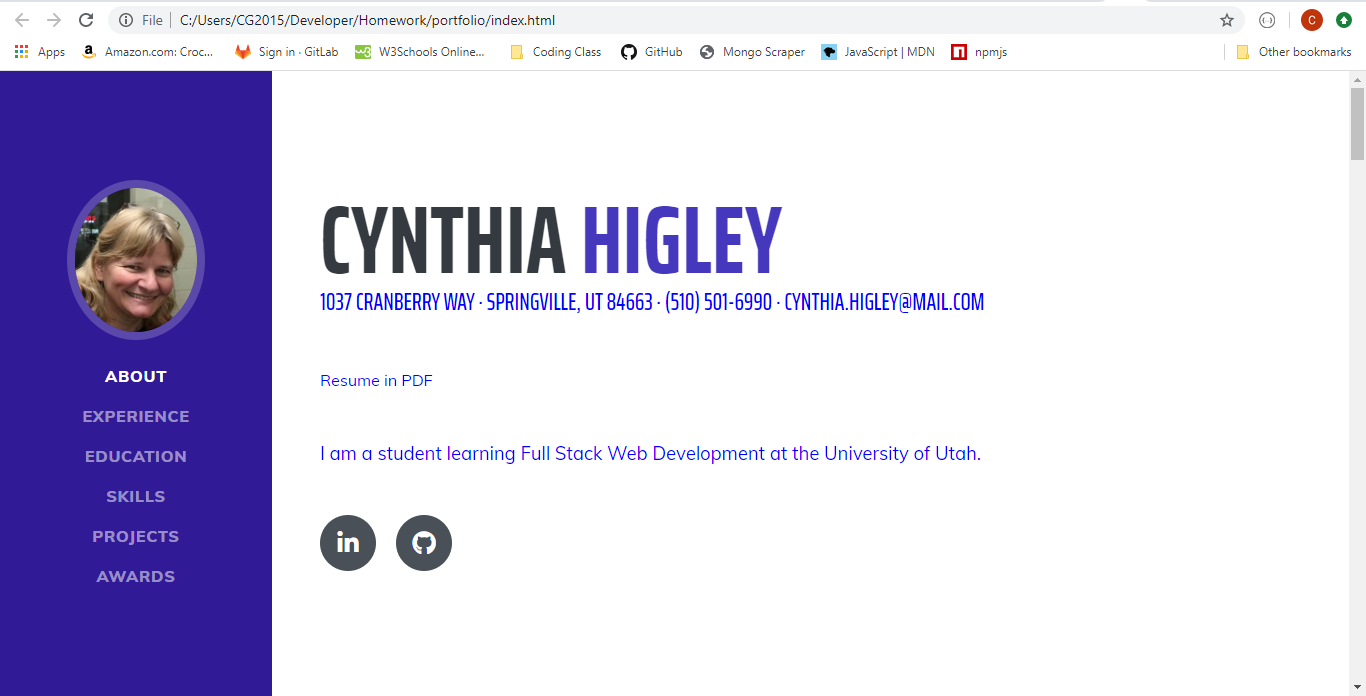 File | C:/Users/CG2015/Developer/Homework/portfolio/index.html C
Apps Amazon.com: Croc... Sign in · GitLab W3Schools Online... Coding Class GitHub Mongo Scraper JavaScript | MDN npmjs Other bookmarks
CYNTHIA HIGLEY
1037 CRANBERRY WAY · SPRINGVILLE, UT 84663 · (510) 501-6990 · CYNTHIA.HIGLEY@MAIL.COM
Resume in PDF
I am a student learning Full Stack Web Development at the University of Utah.
in
ABOUT
EXPERIENCE
EDUCATION
SKILLS
PROJECTS
AWARDS